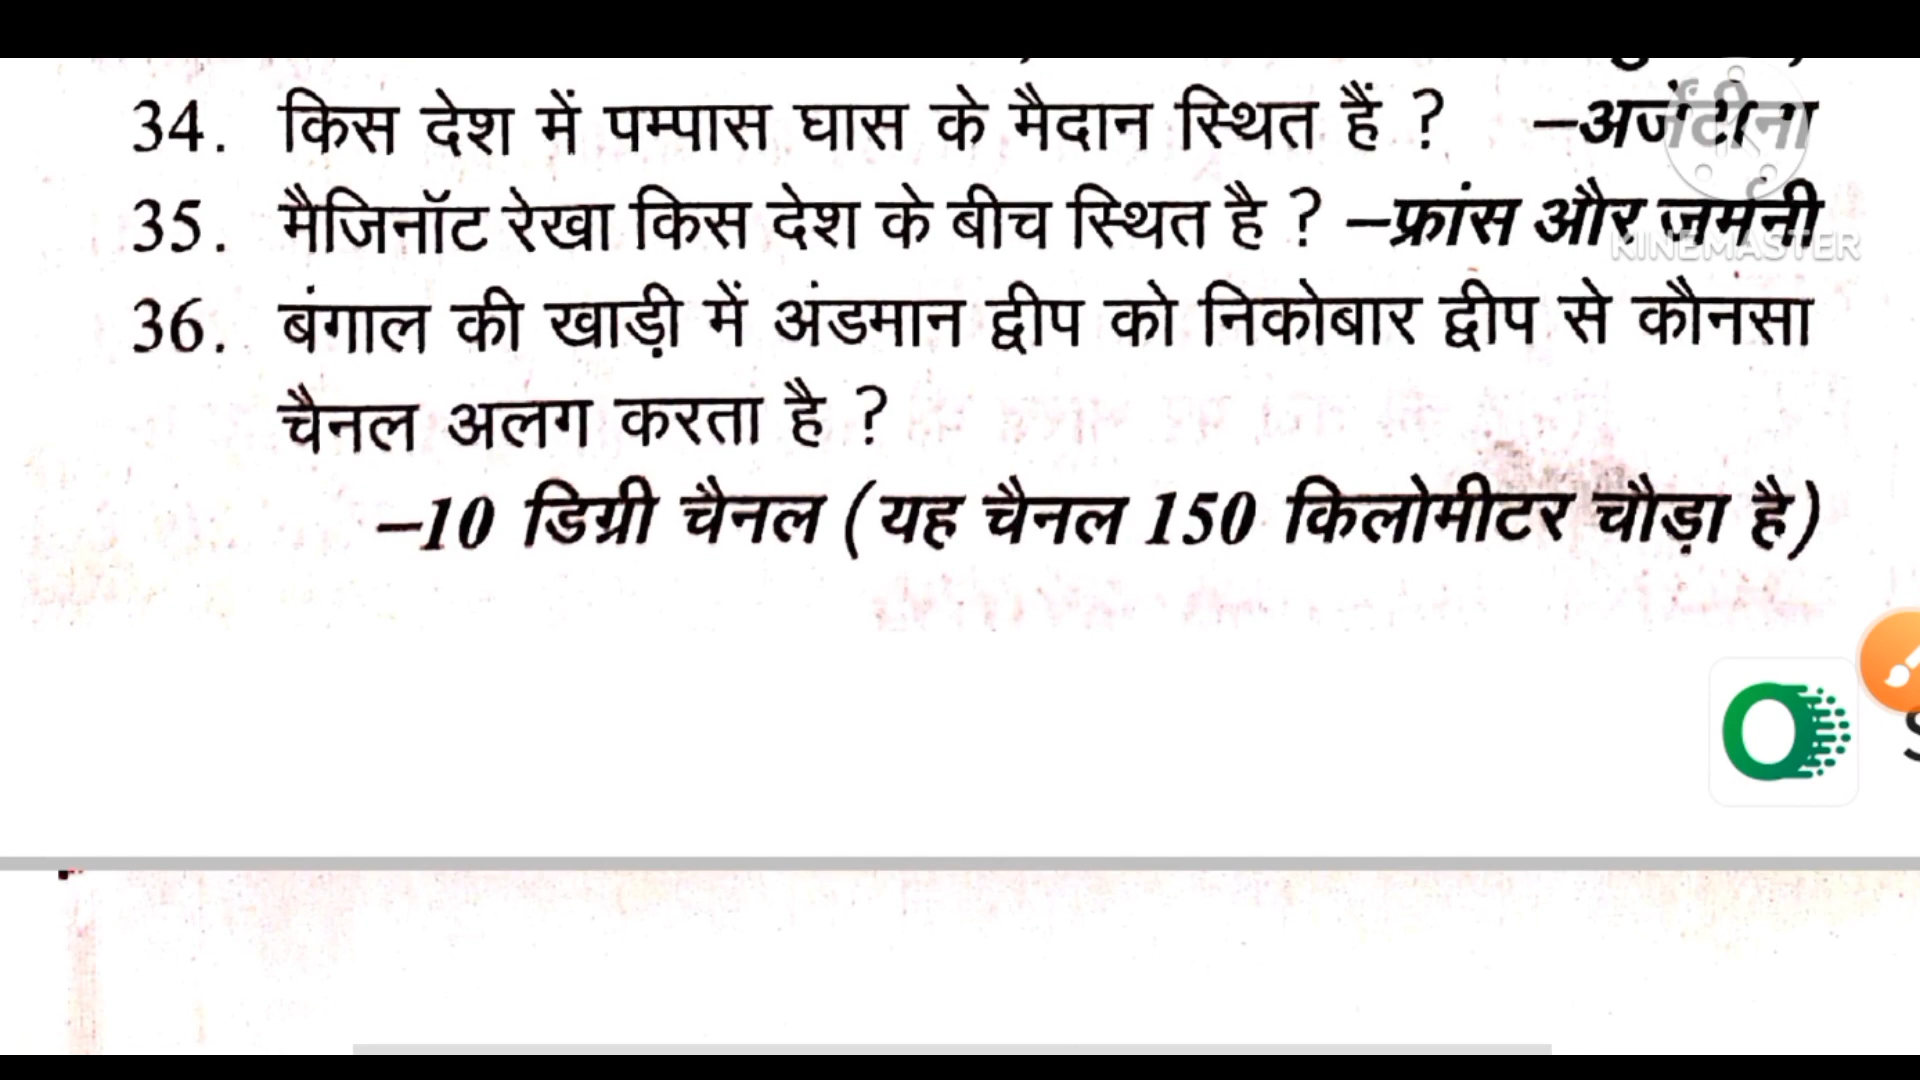 34. किस देश में पम्पास घास के मैदान स्थित हैं ? –अर्जेंटीना
35. मैजिनॉट रेखा किस देश के बीच स्थित है ? –फ्रांस और जर्मनी
KINEMASTER
36. बंगाल की खाड़ी में अंडमान द्वीप को निकोबार द्वीप से कौनसा
चैनल अलग करता है ?
–10 डिग्री चैनल (यह चैनल 150 किलोमीटर चौड़ा है)